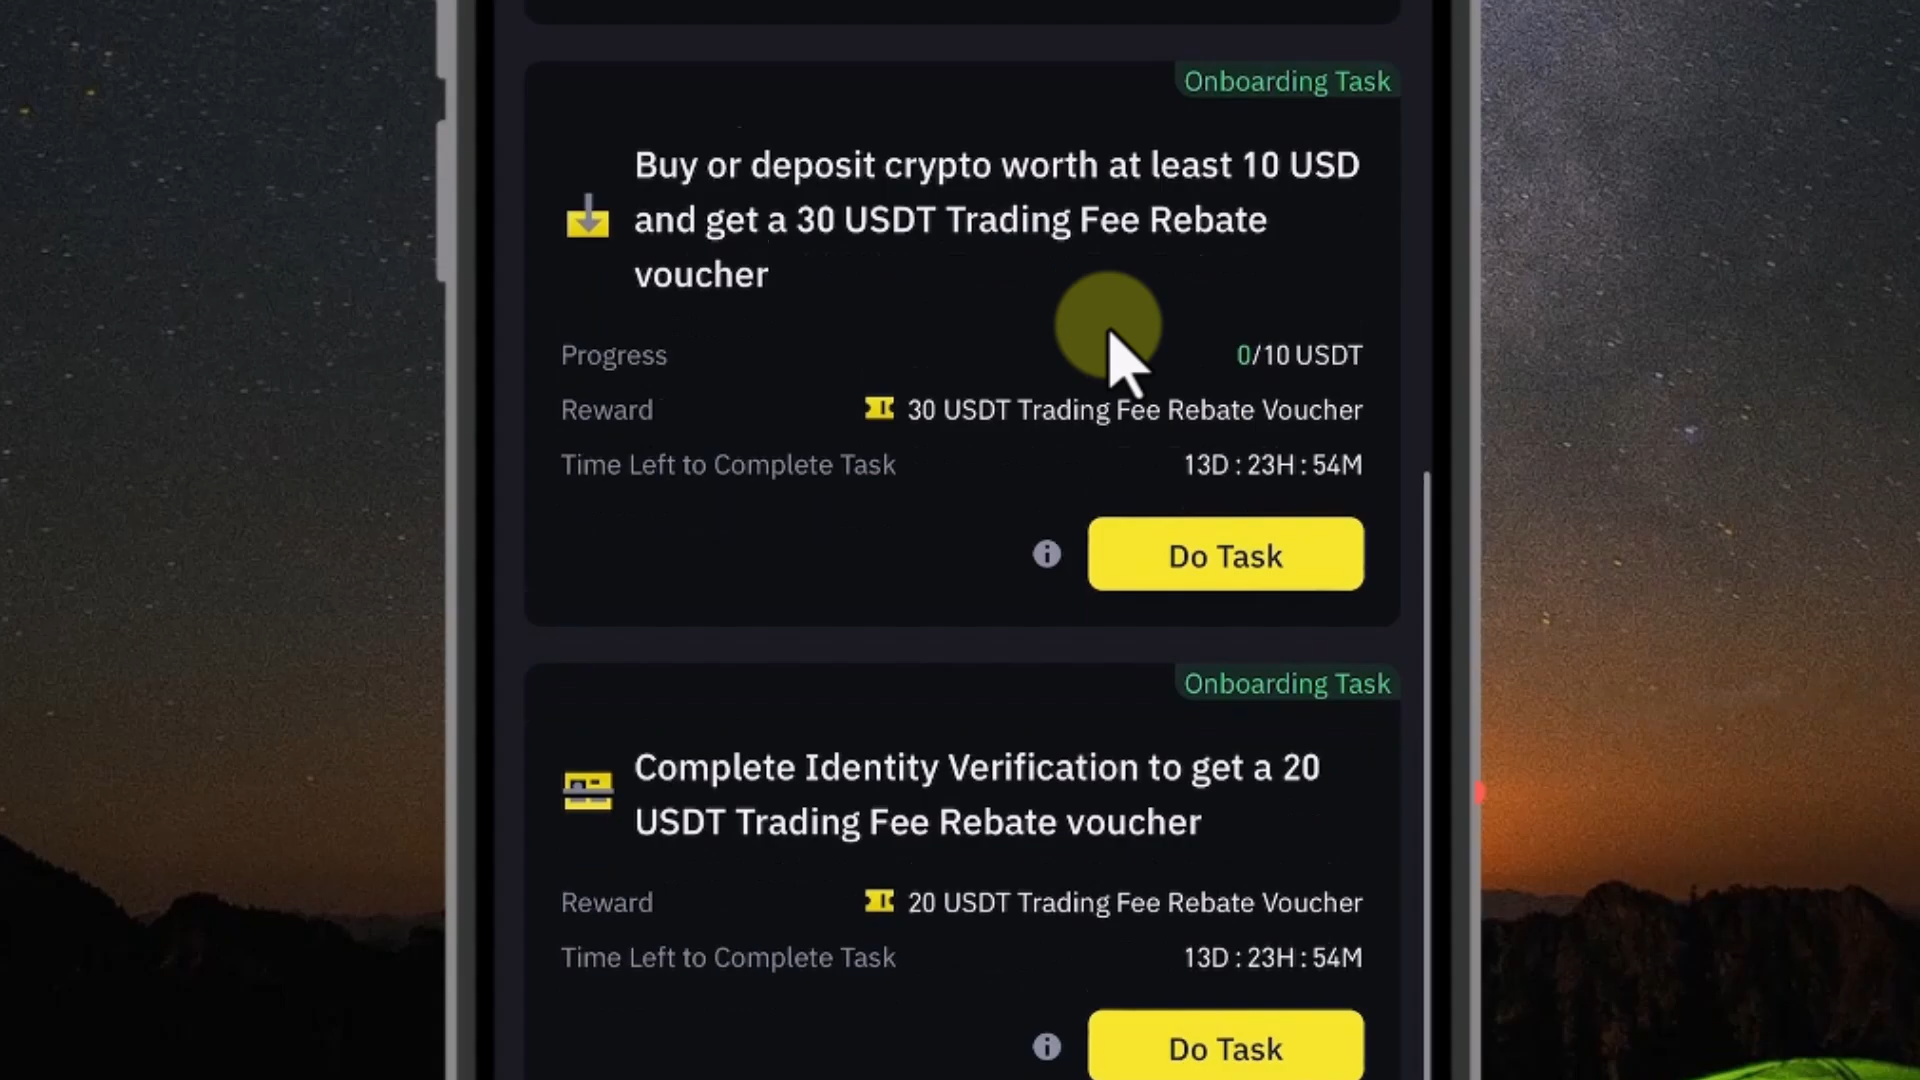 Onboarding Task
Buy or deposit crypto worth at least 10 USD
and get a 30 USDT Trading Fee Rebate
voucher
Progress 0/10 USDT
Reward 30 USDT Trading Fee Rebate Voucher
Time Left to Complete Task 13D : 23H : 54M
Do Task
Onboarding Task
Complete Identity Verification to get a 20
USDT Trading Fee Rebate voucher
Reward 20 USDT Trading Fee Rebate Voucher
Time Left to Complete Task 13D : 23H : 54M
Do Task